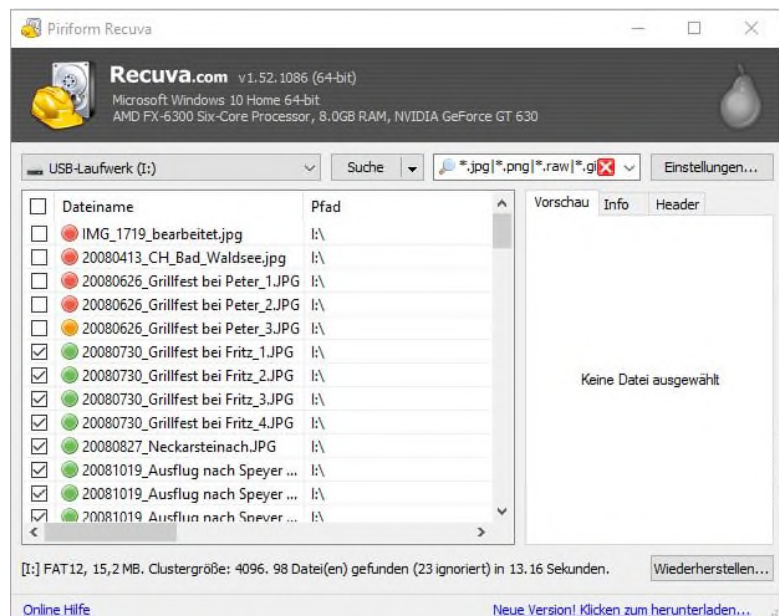 Piriform Recuva
Recuva.com v1.52.1086 (64-bit)
Microsoft Windows 10 Home 64-bit
AMD FX-6300 Six-Core Processor, 8.0GB RAM, NVIDIA GeForce GT 630
USB-Laufwerk (I:) Suche *.jpg|*.png|*.raw|*.gi Einstellungen...
Dateiname Pfad Vorschau Info Header
IMG_1719_bearbeitet.jpg I:\
20080413_CH_Bad_Waldsee.jpg I:\
20080626_Grillfest bei Peter_1.JPG I:\
20080626_Grillfest bei Peter_2.JPG I:\
20080626_Grillfest bei Peter_3.JPG I:\
20080730_Grillfest bei Fritz_1.JPG I:\
20080730_Grillfest bei Fritz_2.JPG I:\
Keine Datei ausgewählt
20080730_Grillfest bei Fritz_3.JPG I:\
20080730_Grillfest bei Fritz_4.JPG I:\
20080827_Neckarsteinach.JPG I:\
20081019_Ausflug nach Speyer ... I:\
20081019_Ausflug nach Speyer ... I:\
20081019_Ausflug nach Speyer ... I:\
[I:] FAT12, 15,2 MB. Clustergröße: 4096. 98 Datei(en) gefunden (23 ignoriert) in 13.16 Sekunden. Wiederherstellen...
Online Hilfe Neue Version! Klicken zum herunterladen...